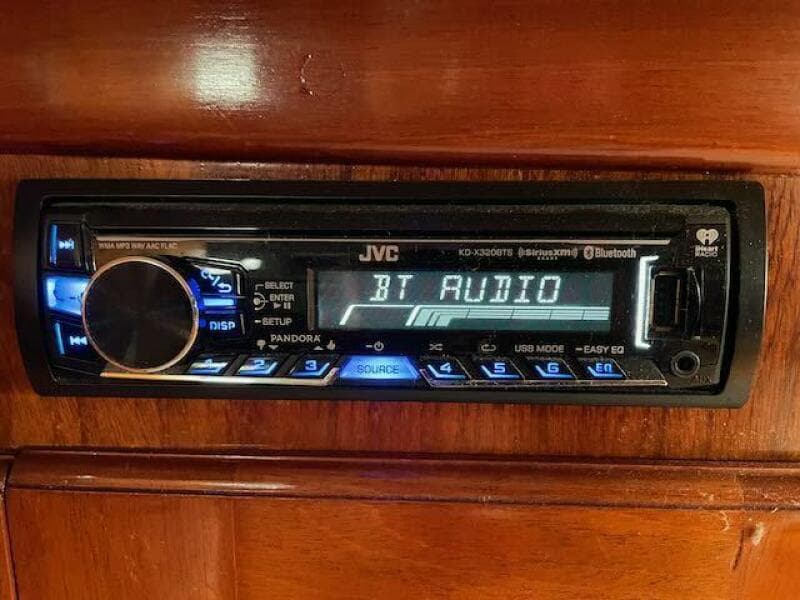 WMA MP3 WAV AAC FLAC
JVC
KD-X320BTS ((SiriusXM)) Bluetooth
READY
iHeart
RADIO
BT AUDIO
SELECT
ENTER
SETUP
DISP
PANDORA
USB MODE EASY EQ
1 2 3 SOURCE 4 5 6 EQ
AUX